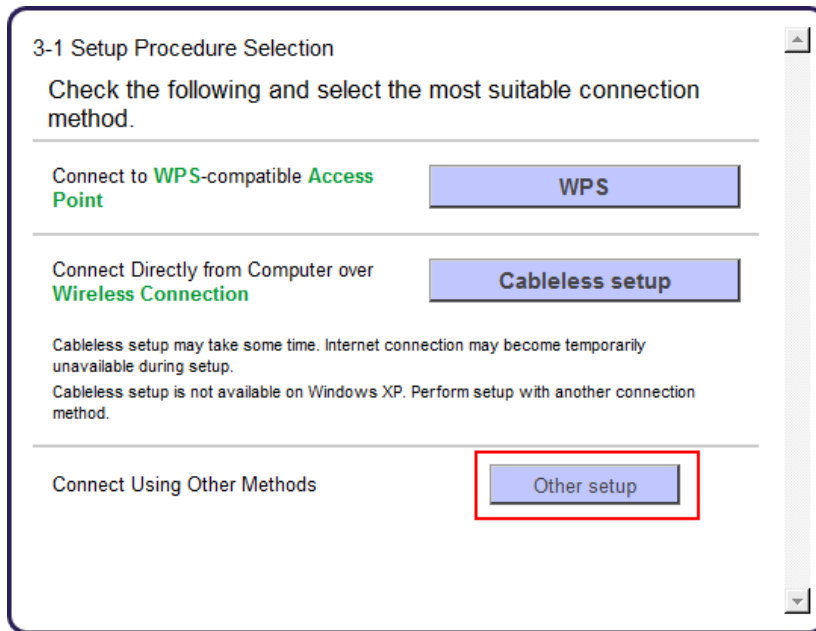 3-1 Setup Procedure Selection
Check the following and select the most suitable connection
method.
Connect to WPS-compatible Access
Point
WPS
Connect Directly from Computer over
Wireless Connection
Cableless setup
Cableless setup may take some time. Internet connection may become temporarily
unavailable during setup.
Cableless setup is not available on Windows XP. Perform setup with another connection
method.
Connect Using Other Methods
Other setup